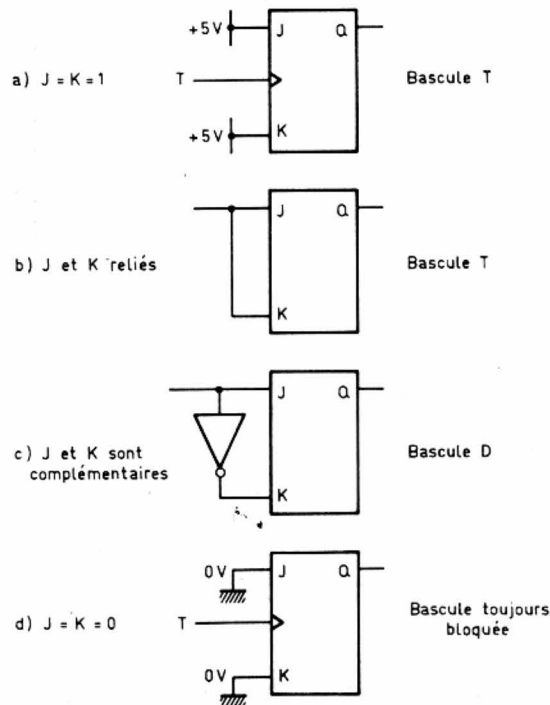 +5V J Q
a) J = K = 1 T Bascule T
+5V K
J Q
b) J et K reliés Bascule T
K
J Q
c) J et K sont Bascule D
complémentaires
K
0V J Q
d) J = K = 0 T Bascule toujours
bloquée
0V K